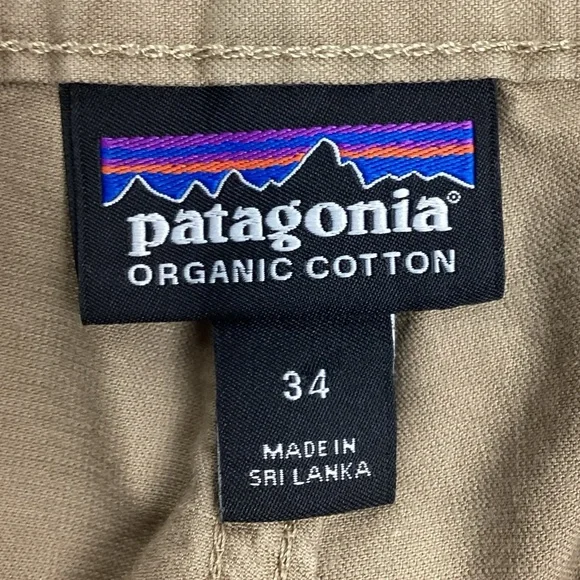 patagonia®
ORGANIC COTTON
34
MADE IN
SRI LANKA